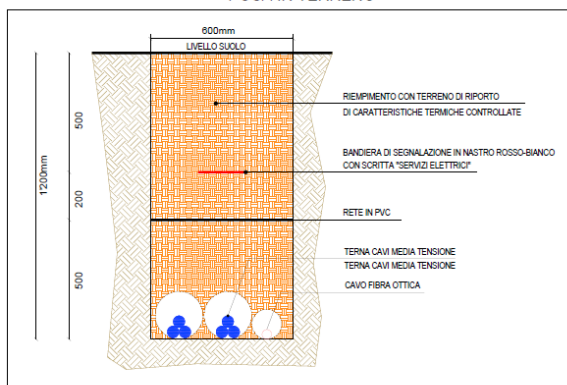 600mm
LIVELLO SUOLO
1200mm
500
200
500
RIEMPIMENTO CON TERRENO DI RIPORTO
DI CARATTERISTICHE TERMICHE CONTROLLATE
BANDIERA DI SEGNALAZIONE IN NASTRO ROSSO-BIANCO
CON SCRITTA "SERVIZI ELETTRICI"
RETE IN PVC
TERNA CAVI MEDIA TENSIONE
TERNA CAVI MEDIA TENSIONE
CAVO FIBRA OTTICA